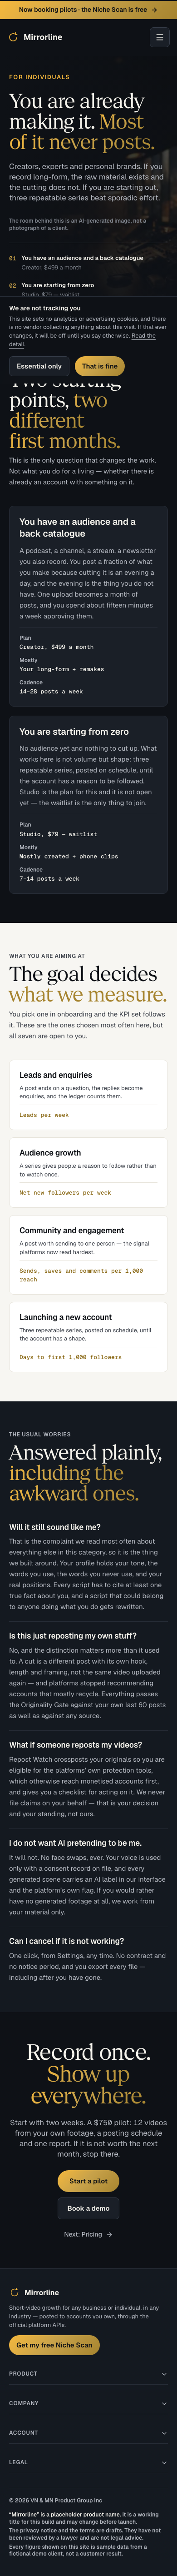 Now booking pilots · the Niche Scan is free →
Mirrorline
FOR INDIVIDUALS
You are already
making it. Most
of it never posts.
Creators, experts and personal brands. If you
record long-form, the raw material exists and
the cutting does not. If you are starting out,
three repeatable series beat sporadic effort.
The room behind this is an AI-generated image, not a
photograph of a client.
01 You have an audience and a back catalogue
Creator, $499 a month
02 You are starting from zero
Studio, $79 — waitlist
We are not tracking you
This site sets no analytics or advertising cookies, and there
is no vendor collecting anything about this visit. If that ever
changes, it will be off until you say otherwise. Read the
detail.
Essential only
That is fine
Two starting
points, two
different
first months.
This is the only question that changes the work.
Not what you do for a living — whether there is
already an account with something on it.
You have an audience and a
back catalogue
A podcast, a channel, a stream, a newsletter
you also record. You post a fraction of what
you make because cutting it up is a second
job, and the evening is the thing you do not
have. One upload becomes a month of
posts, and you spend about fifteen minutes
a week approving them.
Plan
Creator, $499 a month
Mostly
Your long-form + remakes
Cadence
14–28 posts a week
You are starting from zero
No audience yet and nothing to cut up. What
works here is not volume but shape: three
repeatable series, posted on schedule, until
the account has a reason to be followed.
Studio is the plan for this and it is not open
yet — the waitlist is the only thing to join.
Plan
Studio, $79 — waitlist
Mostly
Mostly created + phone clips
Cadence
7–14 posts a week
WHAT YOU ARE AIMING AT
The goal decides
what we measure.
You pick one in onboarding and the KPI set follows
it. These are the ones chosen most often here, but
all seven are open to you.
Leads and enquiries
A post ends on a question, the replies become
enquiries, and the ledger counts them.
Leads per week
Audience growth
A series gives people a reason to follow rather than
to watch once.
Net new followers per week
Community and engagement
A post worth sending to one person — the signal
platforms now read hardest.
Sends, saves and comments per 1,000
reach
Launching a new account
Three repeatable series, posted on schedule, until
the account has a shape.
Days to first 1,000 followers
THE USUAL WORRIES
Answered plainly,
including the
awkward ones.
Will it still sound like me?
That is the complaint we read most often about
everything else in this category, so it is the thing
we built around. Your profile holds your tone, the
words you use, the words you never use, and your
real positions. Every script has to cite at least one
true fact about you, and a script that could belong
to anyone doing what you do gets rewritten.
Is this just reposting my own stuff?
No, and the distinction matters more than it used
to. A cut is a different post with its own hook,
length and framing, not the same video uploaded
again — and platforms stopped recommending
accounts that mostly recycle. Everything passes
the Originality Gate against your own last 60 posts
as well as against any source.
What if someone reposts my videos?
Repost Watch crossposts your originals so you are
eligible for the platforms’ own protection tools,
which otherwise reach monetised accounts first,
and gives you a checklist for acting on it. We never
file claims on your behalf — that is your decision
and your standing, not ours.
I do not want AI pretending to be me.
It will not. No face swaps, ever. Your voice is used
only with a consent record on file, and every
generated scene carries an AI label in our interface
and the platform’s own flag. If you would rather
have no generated footage at all, we work from
your material only.
Can I cancel if it is not working?
One click, from Settings, any time. No contract and
no notice period, and you export every file —
including after you have gone.
Record once.
Show up
everywhere.
Start with two weeks. A $750 pilot: 12 videos
from your own footage, a posting schedule
and one report. If it is not worth the next
month, stop there.
Start a pilot
Book a demo
Next: Pricing →
Mirrorline
Short-video growth for any business or individual, in any
industry — posted to accounts you own, through the
official platform APIs.
Get my free Niche Scan
PRODUCT
COMPANY
ACCOUNT
LEGAL
© 2026 VN & MN Product Group Inc
“Mirrorline” is a placeholder product name. It is a working
title for this build and may change before launch.
The privacy notice and the terms are drafts. They have not
been reviewed by a lawyer and are not legal advice.
Every figure shown on this site is sample data from a
fictional demo client, not a customer result.